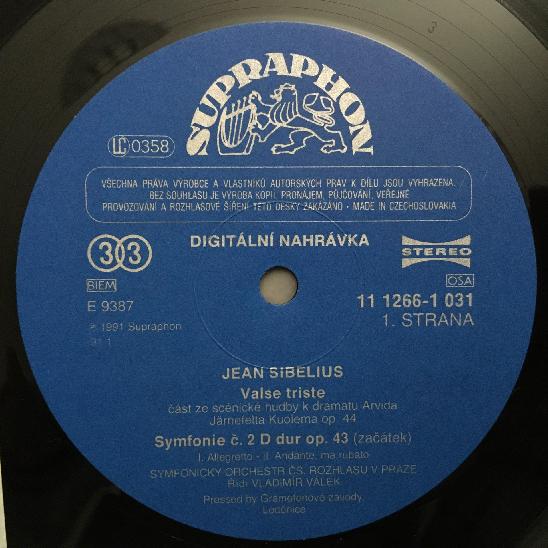 3
SUPRAPHON
LC 0358
VŠECHNA PRÁVA VÝROBCE A VLASTNÍKŮ AUTORSKÝCH PRÁV K DÍLU JSOU VYHRAZENA.
BEZ SOUHLASU JE VÝROBA KOPIÍ, PRONÁJEM, PŮJČOVÁNÍ, VEŘEJNÉ
PROVOZOVÁNÍ A ROZHLASOVÉ ŠÍŘENÍ TÉTO DESKY ZAKÁZÁNO • MADE IN CZECHOSLOVAKIA
33
DIGITÁLNÍ NAHRÁVKA
STEREO
BIEM
OSA
E 9387
11 1266-1 031
℗ 1991 Supraphon
1. STRANA
91 1
JEAN SIBELIUS
Valse triste
část ze scénické hudby k dramatu Arvida
Järnefelta Kuolema op. 44
Symfonie č. 2 D dur op. 43 (začátek)
I. Allegretto - II. Andante, ma rubato
SYMFONICKÝ ORCHESTR ČS. ROZHLASU V PRAZE
Řídí VLADIMÍR VÁLEK
Pressed by Gramofonové závody,
Loděnice